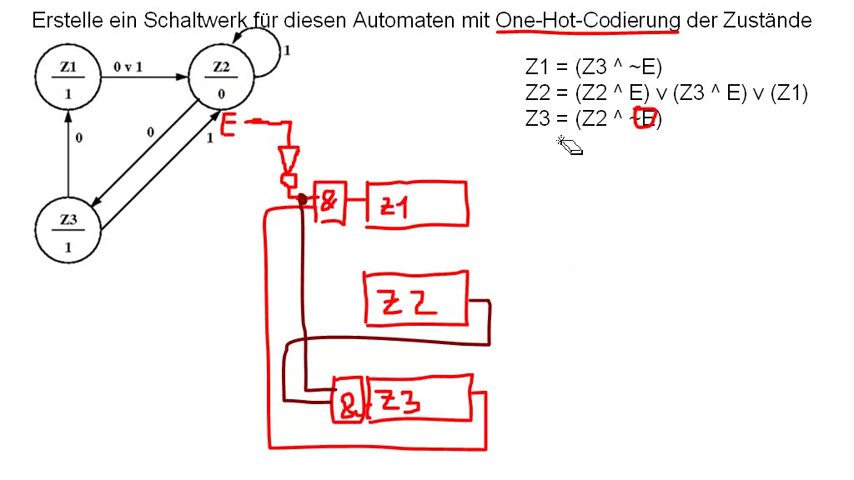 Erstelle ein Schaltwerk für diesen Automaten mit One-Hot-Codierung der Zustände
Z1
1
0 v 1
Z2
0
1
Z1 = (Z3 ^ ~E)
Z2 = (Z2 ^ E) v (Z3 ^ E) v (Z1)
Z3 = (Z2 ^ ~E)
0
0
1
E
Z3
1
&
Z1
Z2
&
Z3